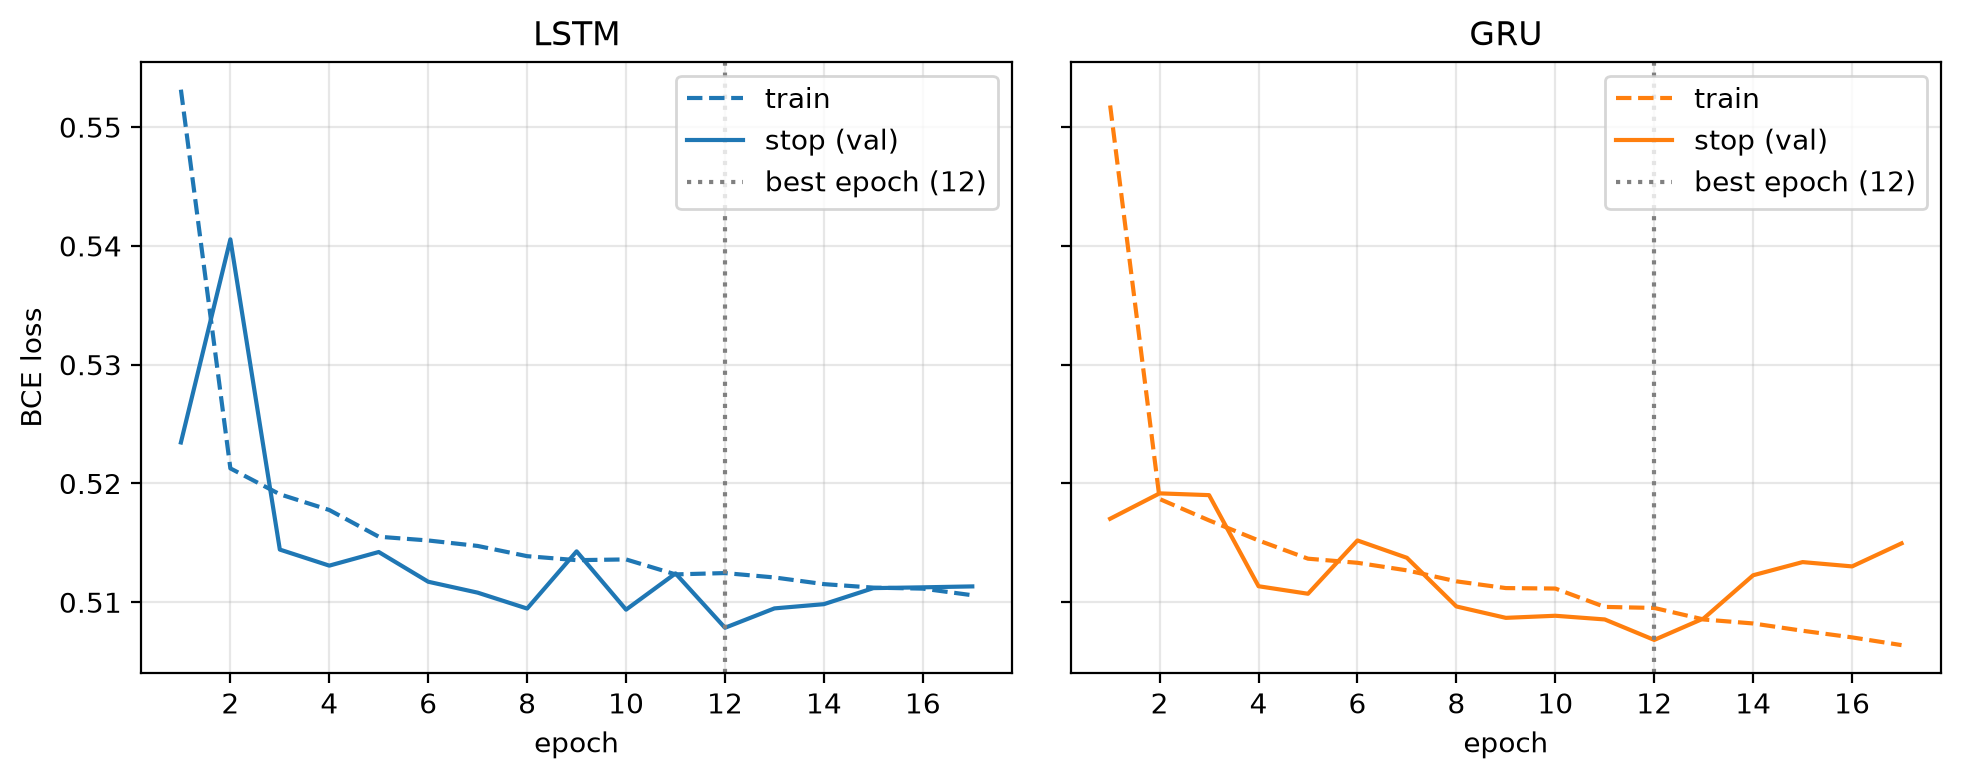 LSTM
train
stop (val)
best epoch (12)
BCE loss
0.55
0.54
0.53
0.52
0.51
2 4 6 8 10 12 14 16
epoch
GRU
train
stop (val)
best epoch (12)
2 4 6 8 10 12 14 16
epoch